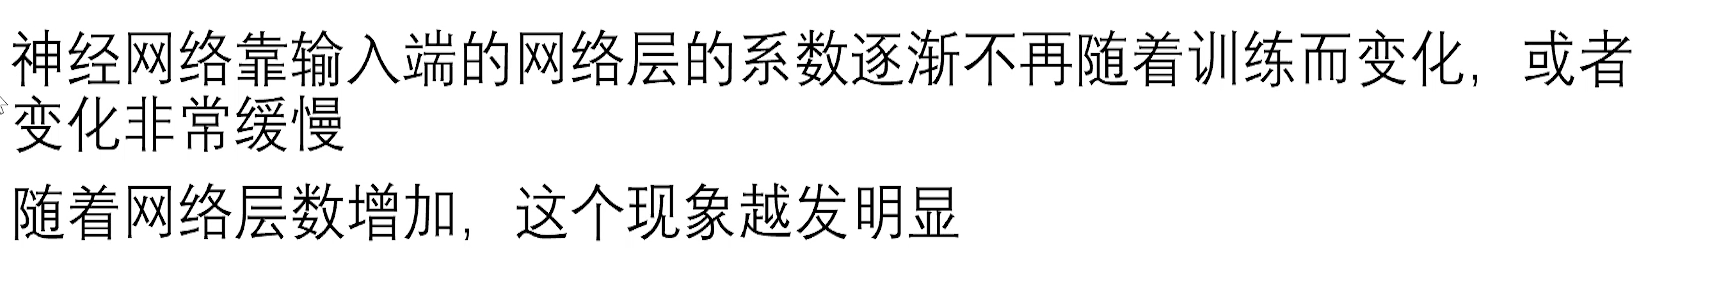 神经网络靠输入端的网络层的系数逐渐不再随着训练而变化，或者
变化非常缓慢
随着网络层数增加，这个现象越发明显